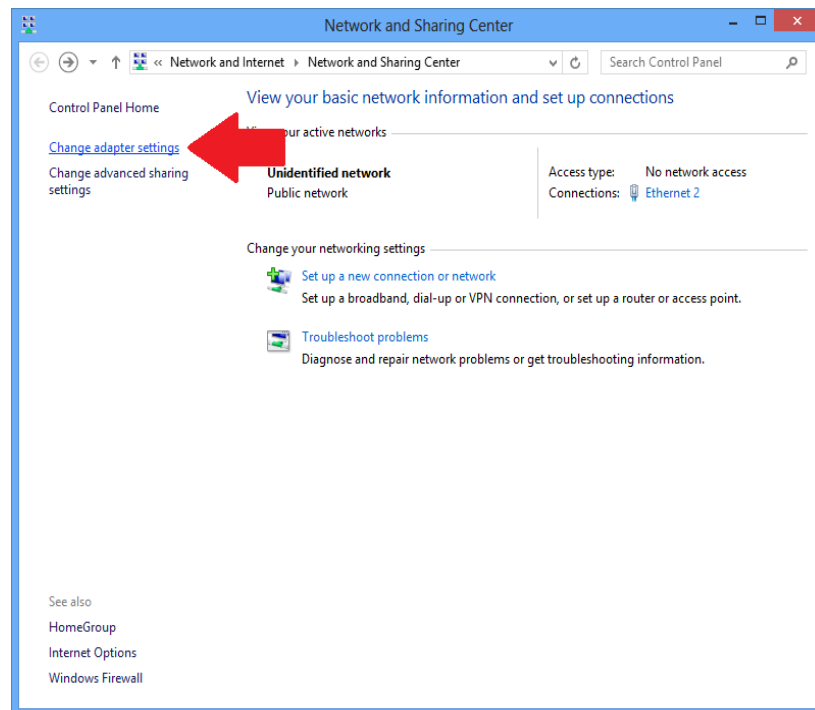 Network and Sharing Center
« Network and Internet ▸ Network and Sharing Center
Search Control Panel
Control Panel Home
Change adapter settings
Change advanced sharing
settings
View your basic network information and set up connections
your active networks
Unidentified network
Public network
Access type: No network access
Connections: Ethernet 2
Change your networking settings
Set up a new connection or network
Set up a broadband, dial-up or VPN connection, or set up a router or access point.
Troubleshoot problems
Diagnose and repair network problems or get troubleshooting information.
See also
HomeGroup
Internet Options
Windows Firewall